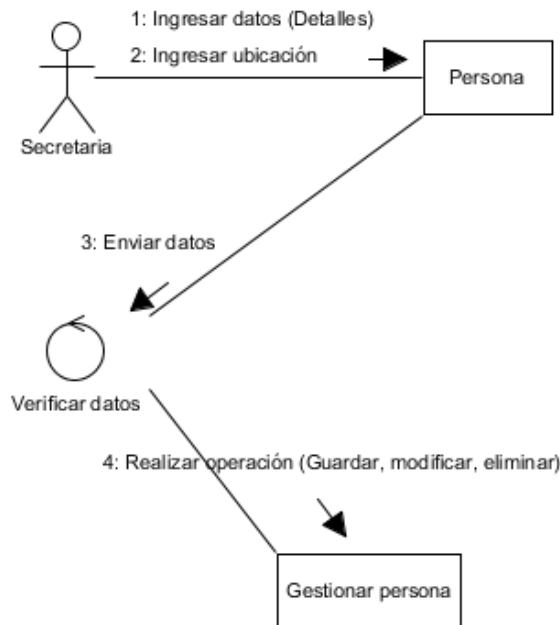 1: Ingresar datos (Detalles)
2: Ingresar ubicación
Persona
Secretaria
3: Enviar datos
Verificar datos
4: Realizar operación (Guardar, modificar, eliminar)
Gestionar persona